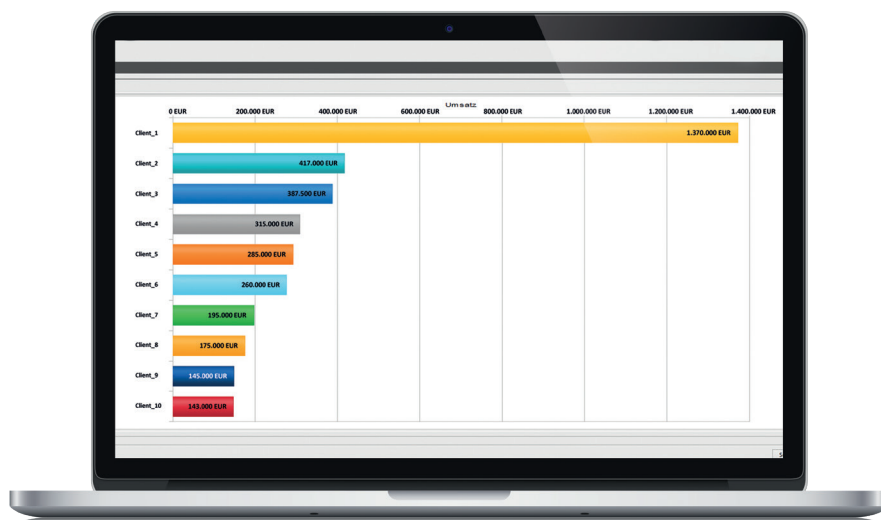 Umsatz
0 EUR 200.000 EUR 400.000 EUR 600.000 EUR 800.000 EUR 1.000.000 EUR 1.200.000 EUR 1.400.000 EUR
Client_1 1.370.000 EUR
Client_2 417.000 EUR
Client_3 387.500 EUR
Client_4 315.000 EUR
Client_5 285.000 EUR
Client_6 260.000 EUR
Client_7 195.000 EUR
Client_8 175.000 EUR
Client_9 145.000 EUR
Client_10 143.000 EUR